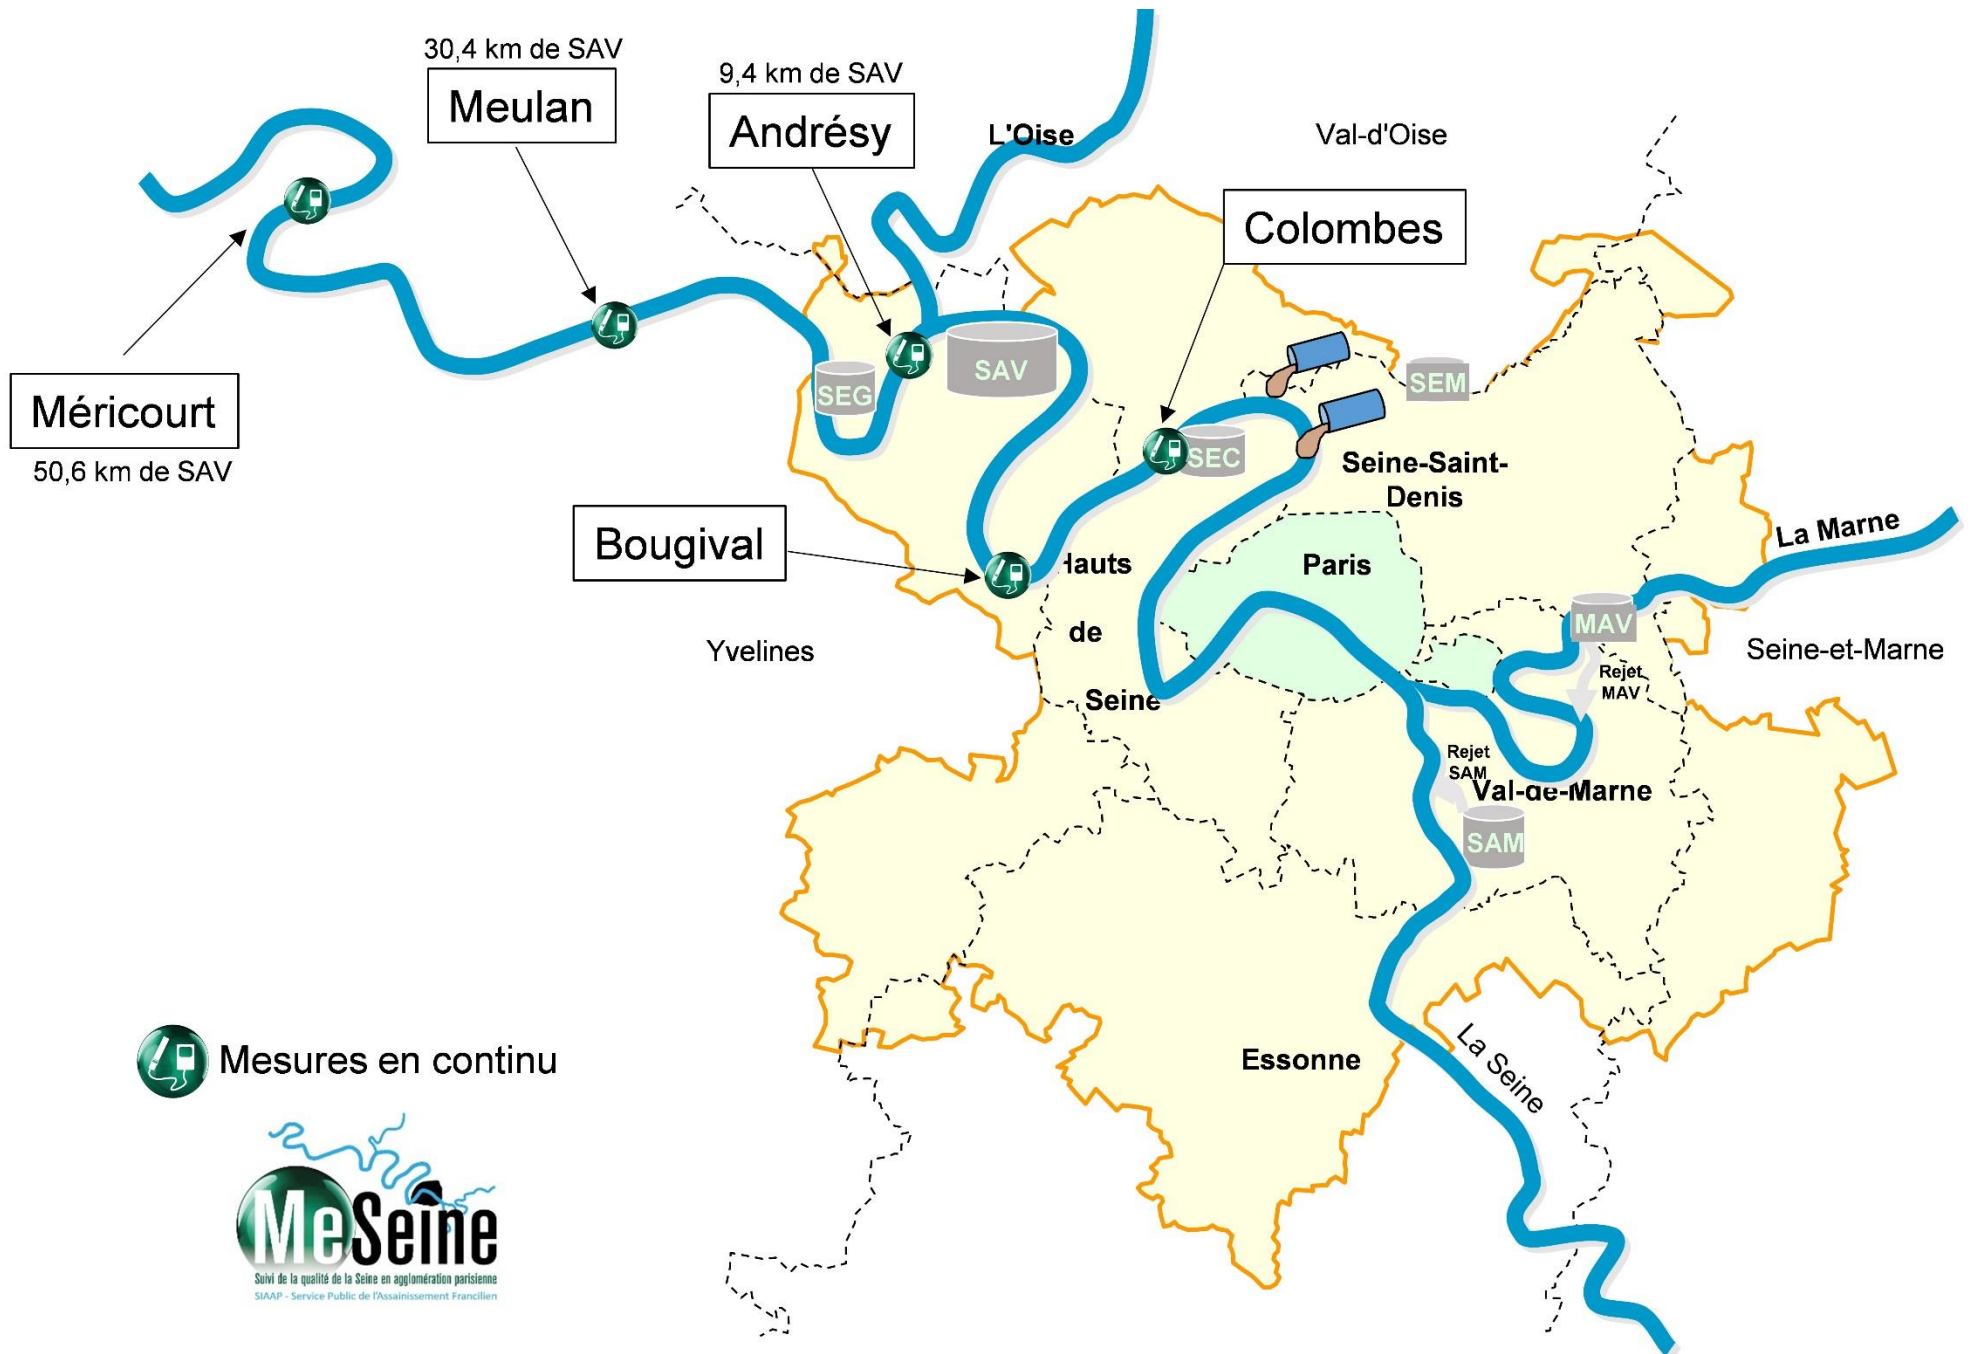 30,4 km de SAV
Meulan
9,4 km de SAV
Andrésy
L'Oise
Val-d'Oise
Colombes
Méricourt
50,6 km de SAV
SEG
SAV
SEM
SEC
Seine-Saint-
Denis
Bougival
Hauts
de
Seine
Paris
La Marne
MAV
Rejet
MAV
Yvelines
Seine-et-Marne
Rejet
SAM
Val-de-Marne
SAM
Essonne
La Seine
Mesures en continu
MeSeine
Suivi de la qualité de la Seine en agglomération parisienne
SIAAP - Service Public de l'Assainissement Francilien